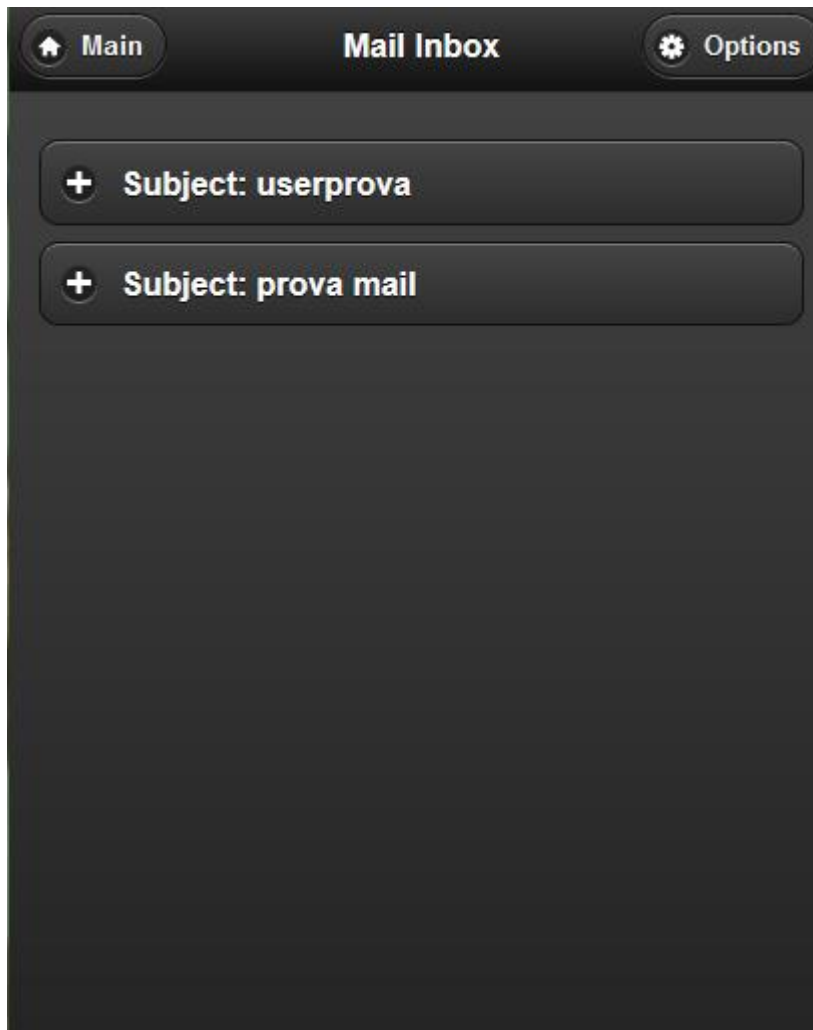 Main
Mail Inbox
Options
Subject: userprova
Subject: prova mail